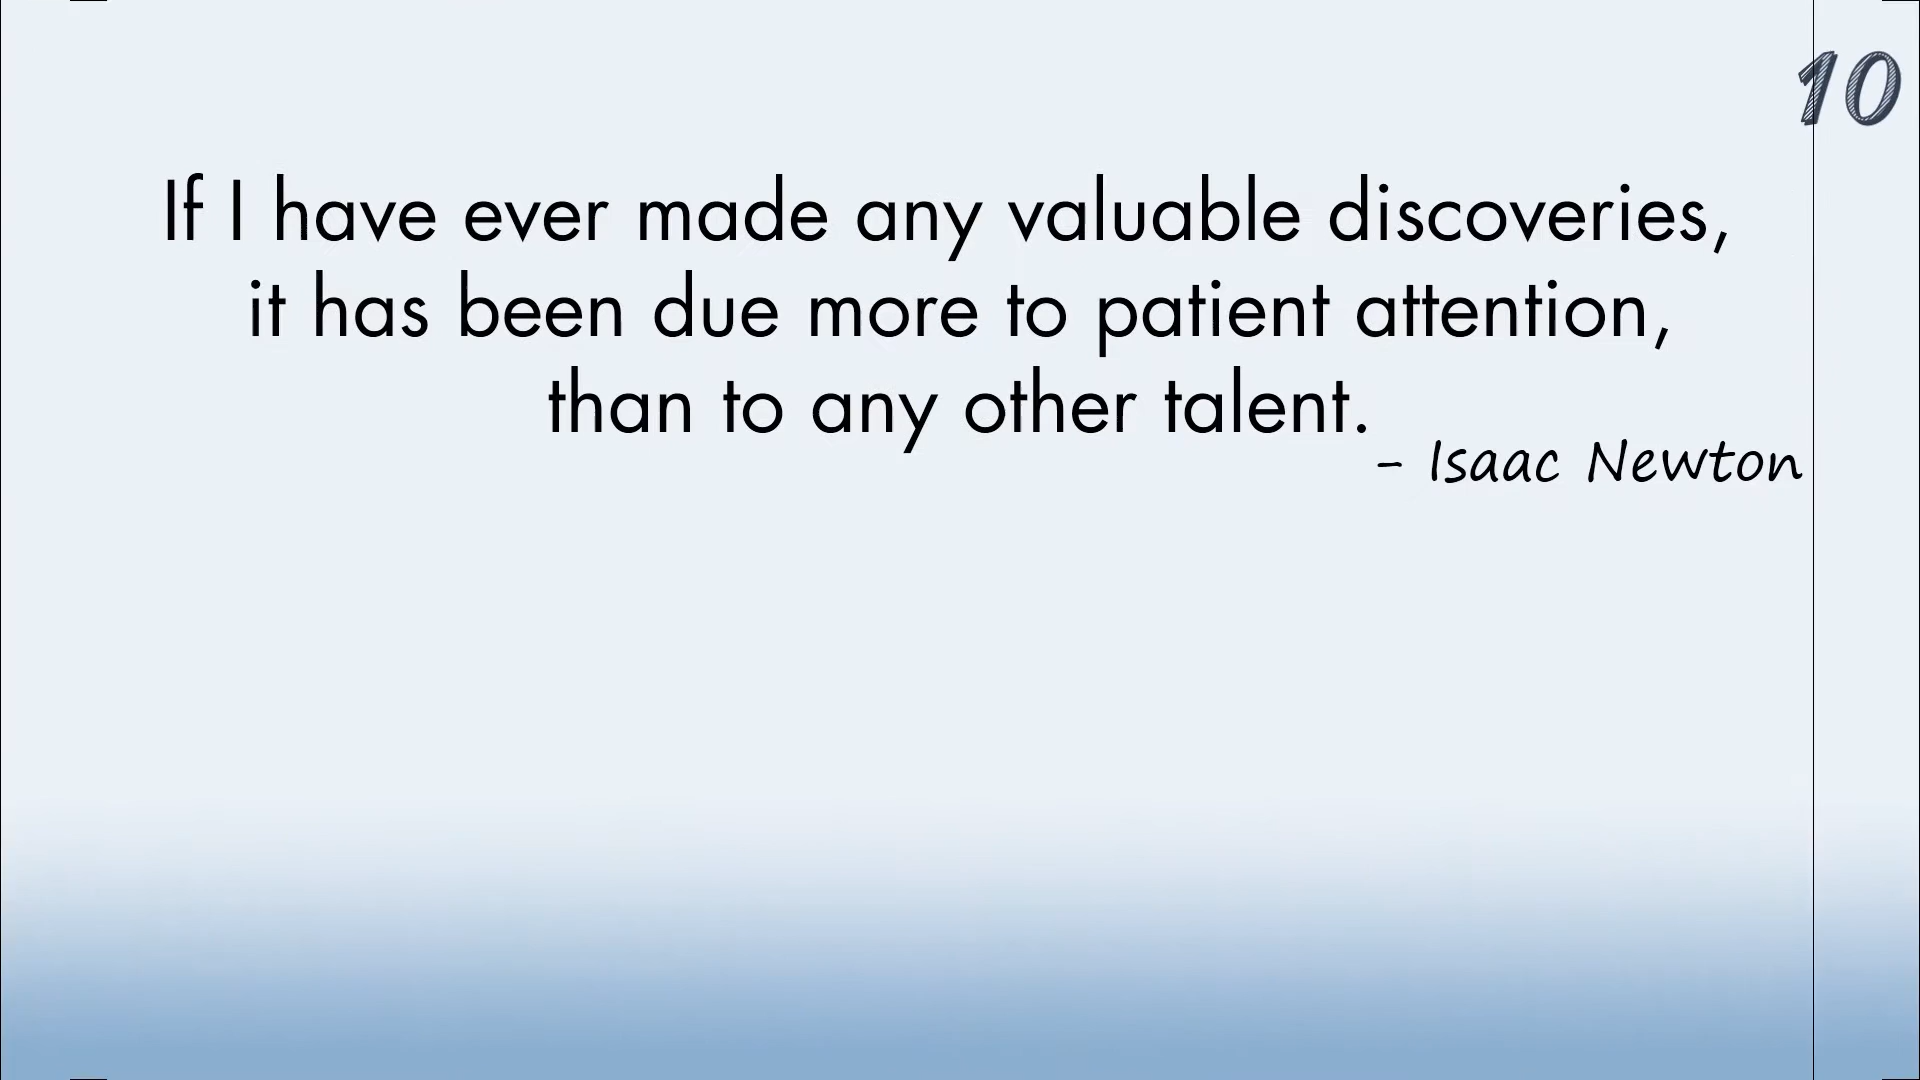 10
If I have ever made any valuable discoveries,
it has been due more to patient attention,
than to any other talent.
- Isaac Newton